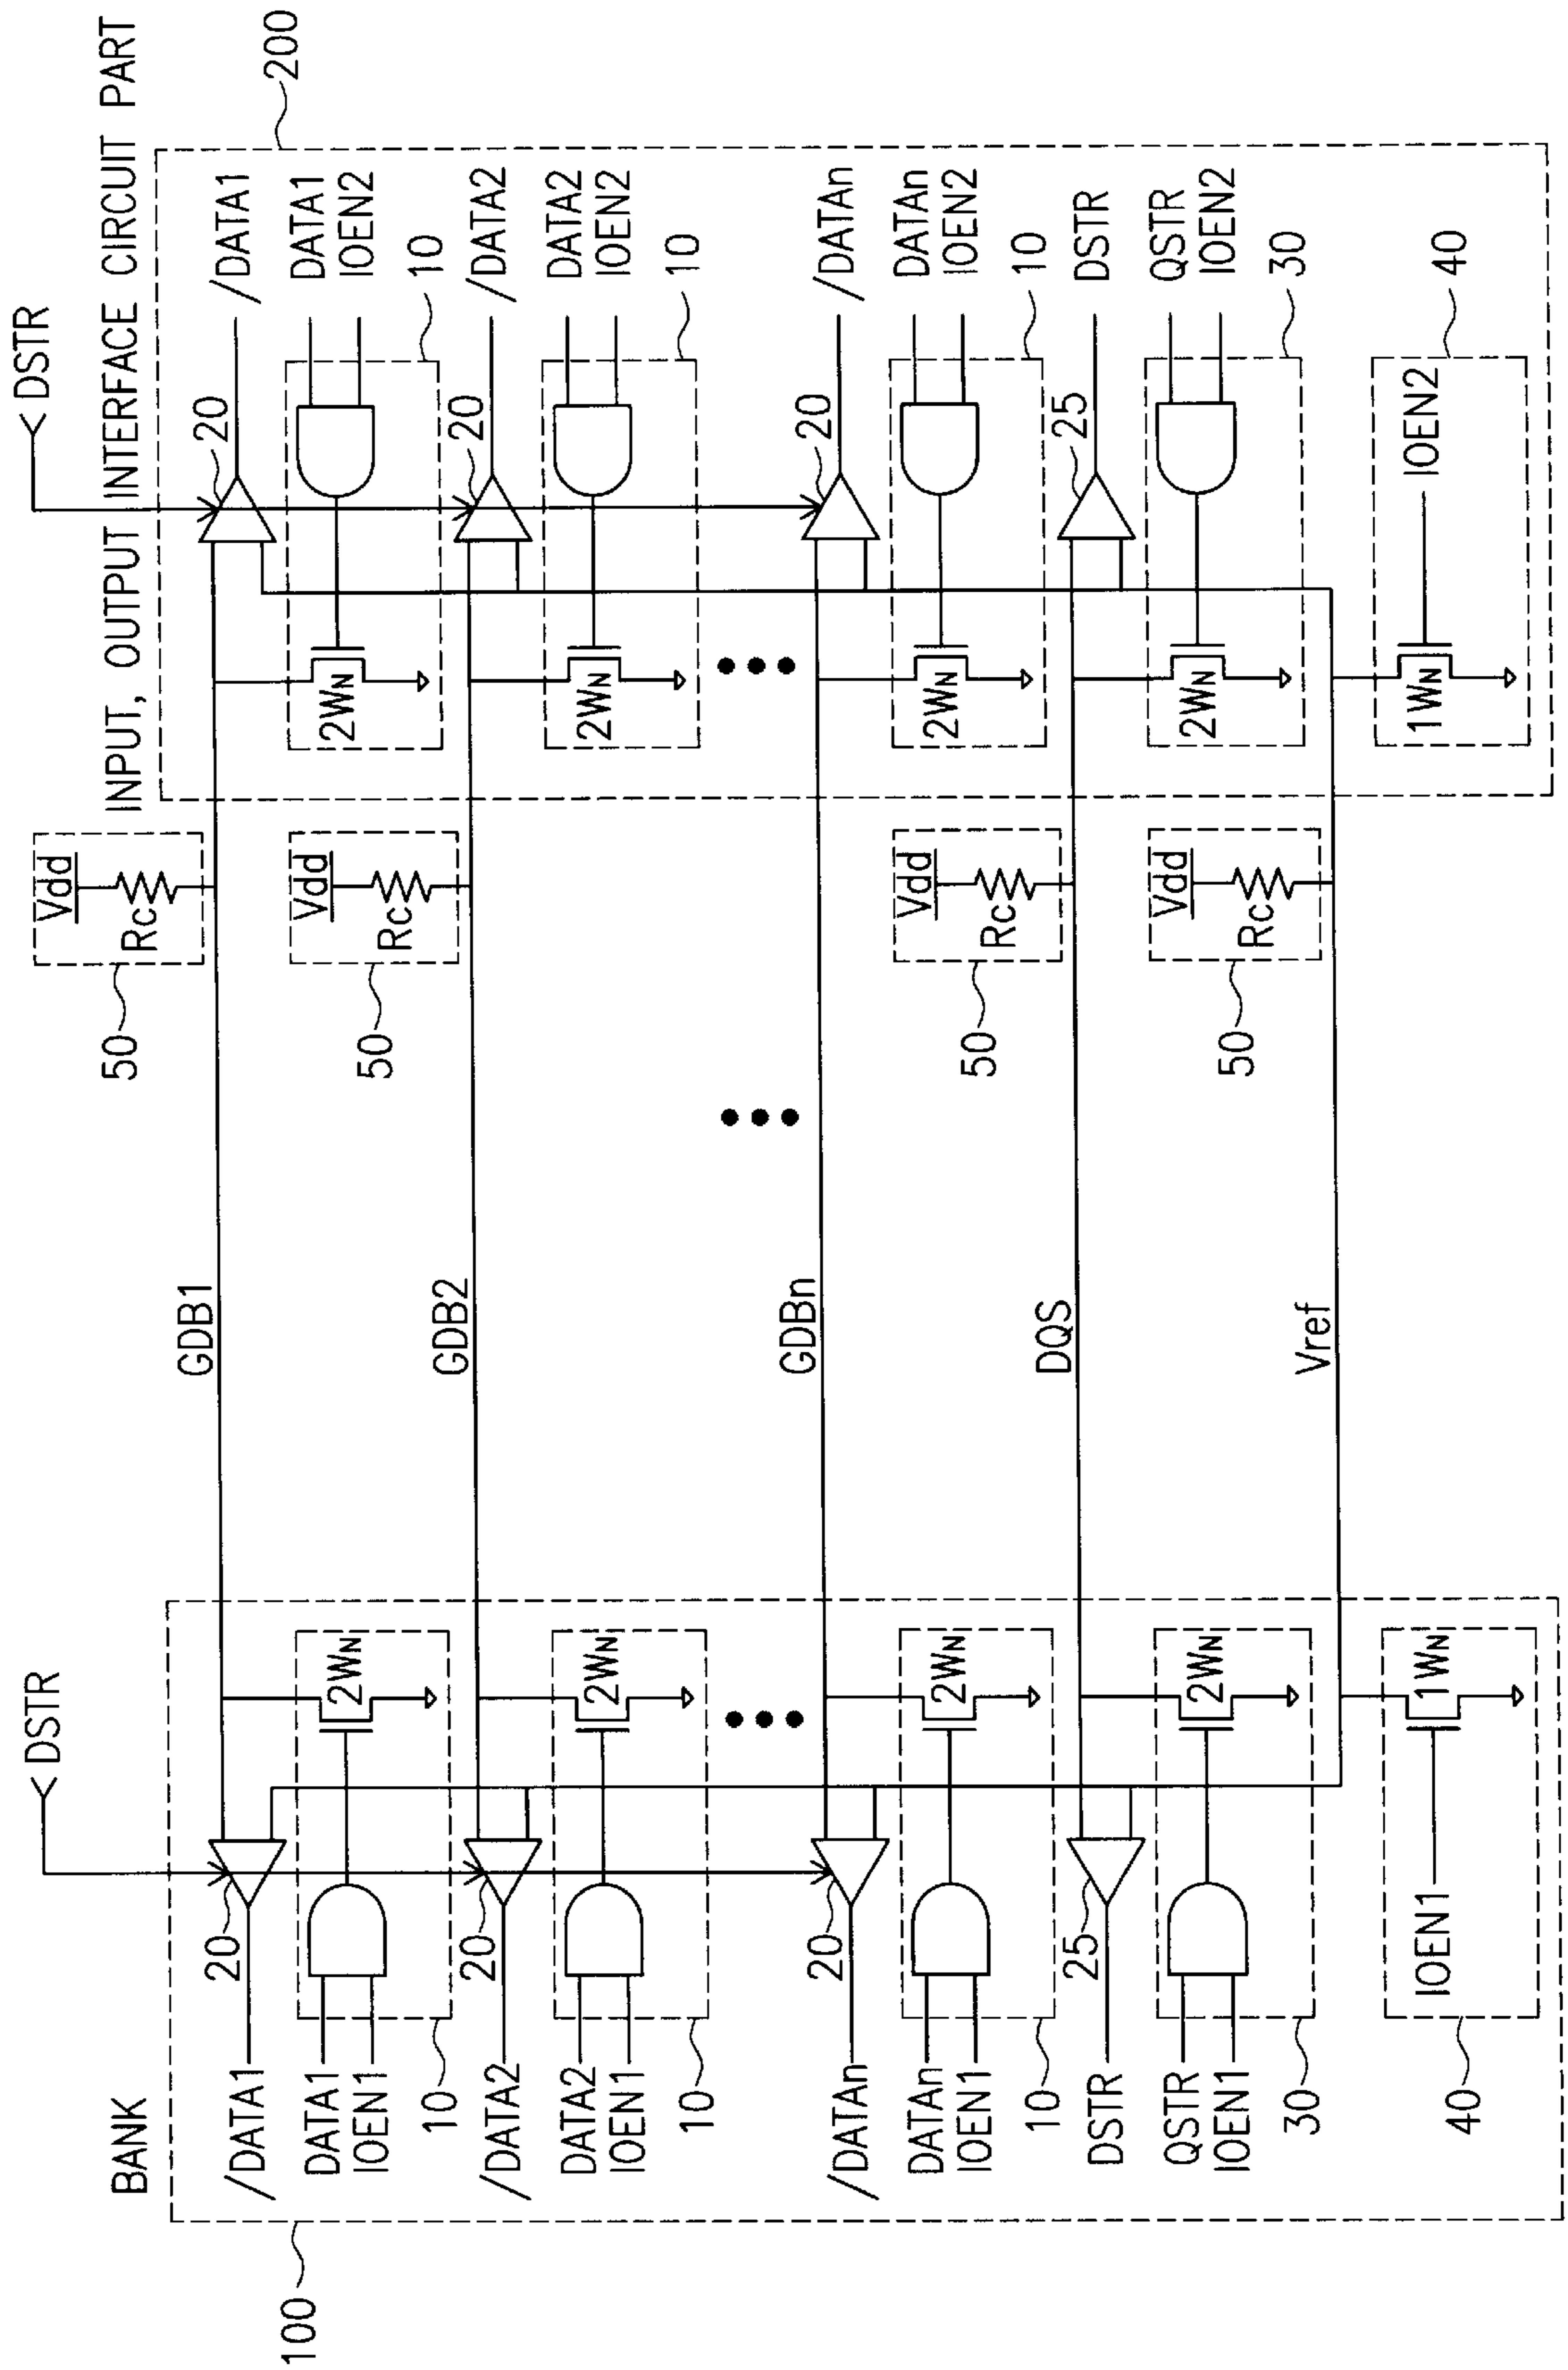 BANK
DSTR
INPUT, OUTPUT INTERFACE CIRCUIT PART
DSTR
100
200
/DATA1
20
GDB1
50
Vdd
Rc
20
/DATA1
DATA1
IOEN1
10
2WN
2WN
DATA1
IOEN2
10
/DATA2
20
GDB2
50
Vdd
Rc
20
/DATA2
DATA2
IOEN1
10
2WN
2WN
DATA2
IOEN2
10
/DATAn
20
GDBn
20
/DATAn
DATAn
IOEN1
10
2WN
50
Vdd
Rc
2WN
DATAn
IOEN2
10
DSTR
25
DQS
25
DSTR
QSTR
IOEN1
30
2WN
50
Vdd
Rc
2WN
QSTR
IOEN2
30
Vref
40
IOEN1
1WN
1WN
IOEN2
40